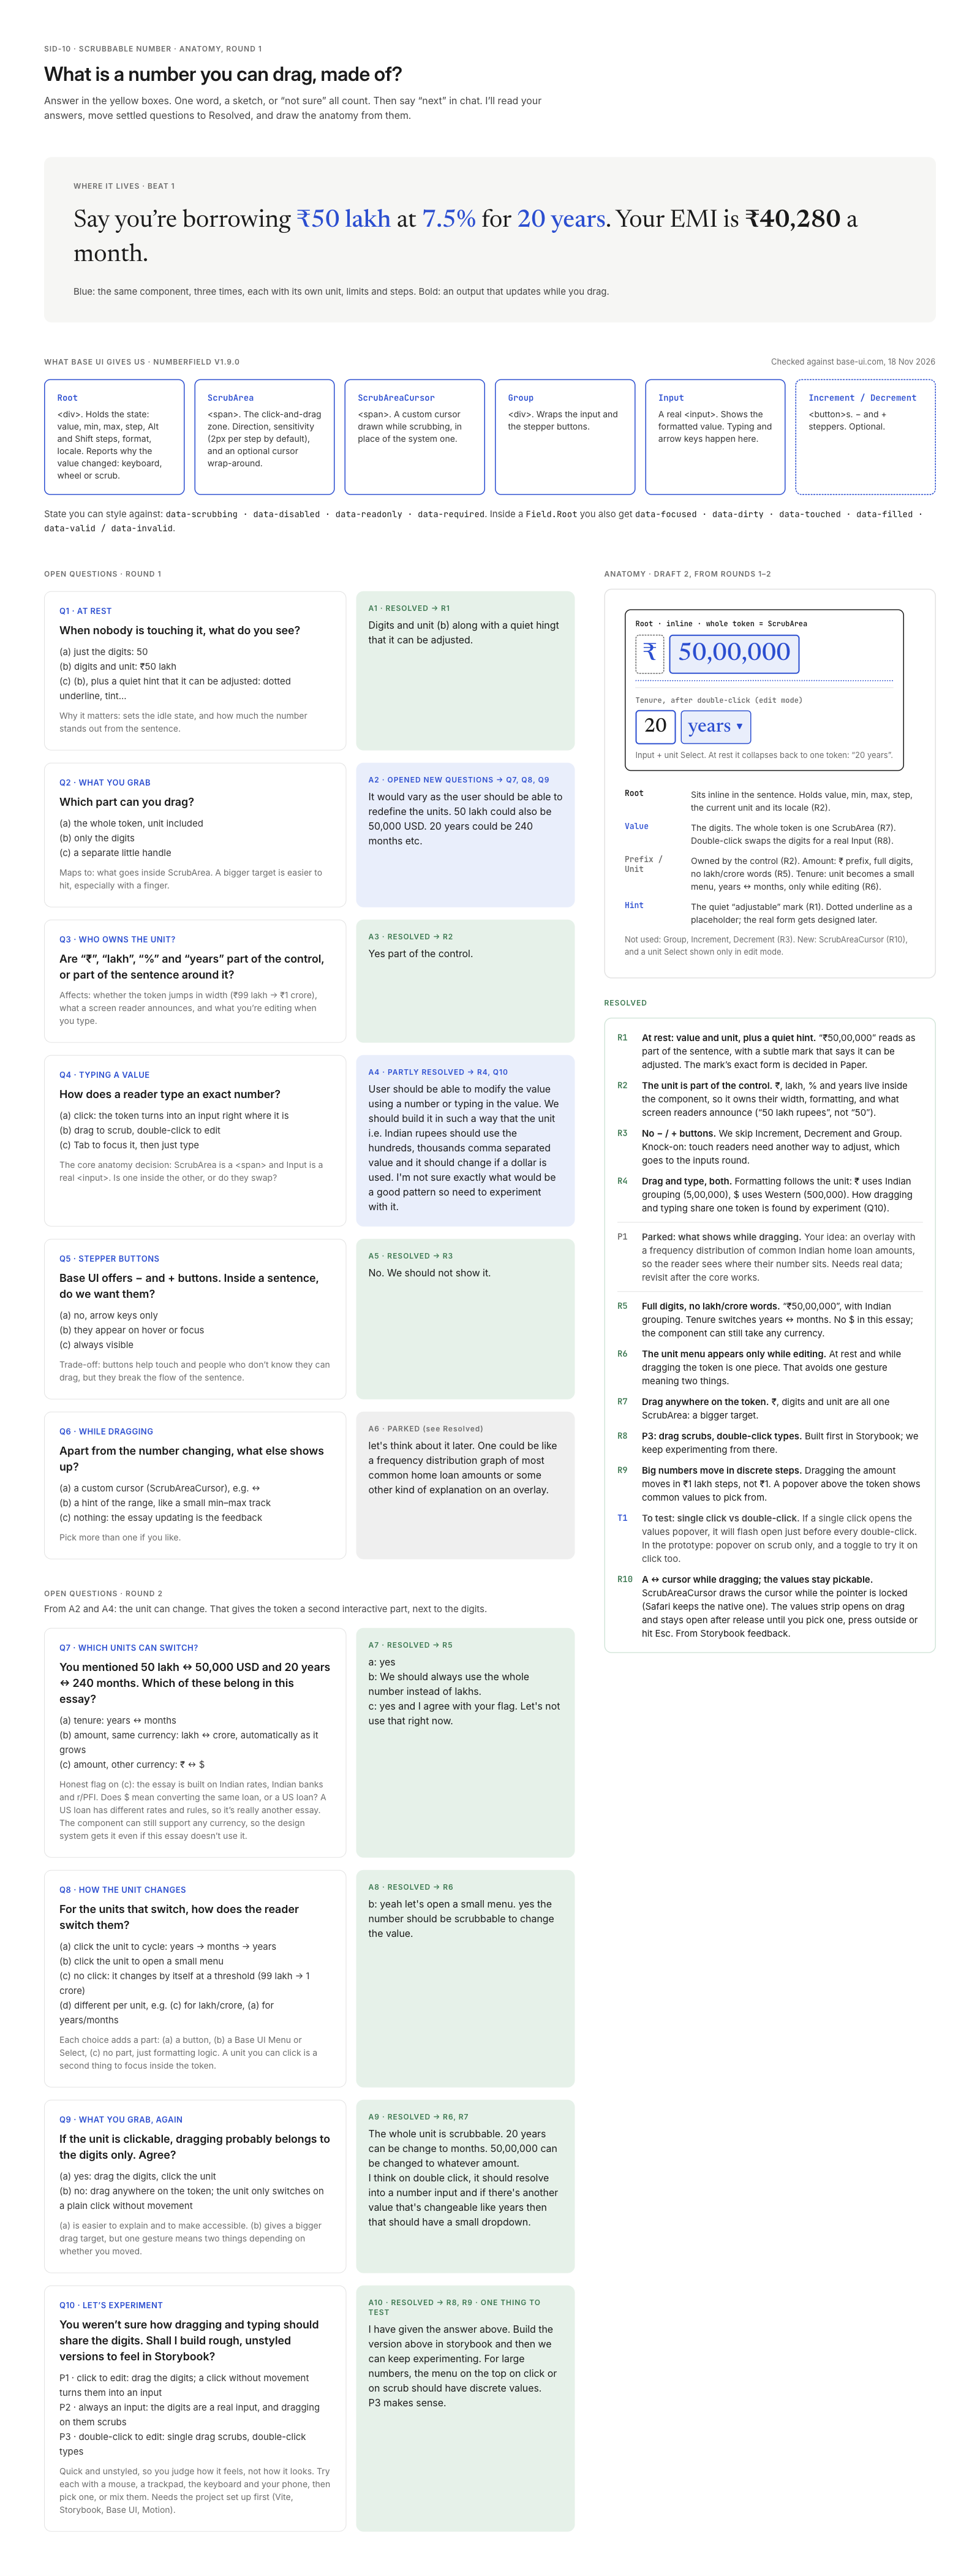 SID-10 · SCRUBBABLE NUMBER · ANATOMY, ROUND 1
What is a number you can drag, made of?
Answer in the yellow boxes. One word, a sketch, or “not sure” all count. Then say “next” in chat. I’ll read your
answers, move settled questions to Resolved, and draw the anatomy from them.
WHERE IT LIVES · BEAT 1
Say you’re borrowing ₹50 lakh at 7.5% for 20 years. Your EMI is ₹40,280 a
month.
Blue: the same component, three times, each with its own unit, limits and steps. Bold: an output that updates while you drag.
WHAT BASE UI GIVES US · NUMBERFIELD V1.9.0
Checked against base-ui.com, 18 Nov 2026
Root
<div>. Holds the state:
value, min, max, step, Alt
and Shift steps, format,
locale. Reports why the
value changed: keyboard,
wheel or scrub.
ScrubArea
<span>. The click-and-drag
zone. Direction, sensitivity
(2px per step by default),
and an optional cursor
wrap-around.
ScrubAreaCursor
<span>. A custom cursor
drawn while scrubbing, in
place of the system one.
Group
<div>. Wraps the input and
the stepper buttons.
Input
A real <input>. Shows the
formatted value. Typing and
arrow keys happen here.
Increment / Decrement
<button>s. − and +
steppers. Optional.
State you can style against: data-scrubbing · data-disabled · data-readonly · data-required. Inside a Field.Root you also get data-focused · data-dirty · data-touched · data-filled ·
data-valid / data-invalid.
OPEN QUESTIONS · ROUND 1
Q1 · AT REST
When nobody is touching it, what do you see?
(a) just the digits: 50
(b) digits and unit: ₹50 lakh
(c) (b), plus a quiet hint that it can be adjusted: dotted
underline, tint…
Why it matters: sets the idle state, and how much the number
stands out from the sentence.
A1 · RESOLVED → R1
Digits and unit (b) along with a quiet hingt
that it can be adjusted.
Q2 · WHAT YOU GRAB
Which part can you drag?
(a) the whole token, unit included
(b) only the digits
(c) a separate little handle
Maps to: what goes inside ScrubArea. A bigger target is easier to
hit, especially with a finger.
A2 · OPENED NEW QUESTIONS → Q7, Q8, Q9
It would vary as the user should be able to
redefine the units. 50 lakh could also be
50,000 USD. 20 years could be 240
months etc.
Q3 · WHO OWNS THE UNIT?
Are “₹”, “lakh”, “%” and “years” part of the control,
or part of the sentence around it?
Affects: whether the token jumps in width (₹99 lakh → ₹1 crore),
what a screen reader announces, and what you’re editing when
you type.
A3 · RESOLVED → R2
Yes part of the control.
Q4 · TYPING A VALUE
How does a reader type an exact number?
(a) click: the token turns into an input right where it is
(b) drag to scrub, double-click to edit
(c) Tab to focus it, then just type
The core anatomy decision: ScrubArea is a <span> and Input is a
real <input>. Is one inside the other, or do they swap?
A4 · PARTLY RESOLVED → R4, Q10
User should be able to modify the value
using a number or typing in the value. We
should build it in such a way that the unit
i.e. Indian rupees should use the
hundreds, thousands comma separated
value and it should change if a dollar is
used. I'm not sure exactly what would be
a good pattern so need to experiment
with it.
Q5 · STEPPER BUTTONS
Base UI offers − and + buttons. Inside a sentence,
do we want them?
(a) no, arrow keys only
(b) they appear on hover or focus
(c) always visible
Trade-off: buttons help touch and people who don’t know they can
drag, but they break the flow of the sentence.
A5 · RESOLVED → R3
No. We should not show it.
Q6 · WHILE DRAGGING
Apart from the number changing, what else shows
up?
(a) a custom cursor (ScrubAreaCursor), e.g. ↔
(b) a hint of the range, like a small min–max track
(c) nothing: the essay updating is the feedback
Pick more than one if you like.
A6 · PARKED (see Resolved)
let's think about it later. One could be like
a frequency distribution graph of most
common home loan amounts or some
other kind of explanation on an overlay.
OPEN QUESTIONS · ROUND 2
From A2 and A4: the unit can change. That gives the token a second interactive part, next to the digits.
Q7 · WHICH UNITS CAN SWITCH?
You mentioned 50 lakh ↔ 50,000 USD and 20 years
↔ 240 months. Which of these belong in this
essay?
(a) tenure: years ↔ months
(b) amount, same currency: lakh ↔ crore, automatically as it
grows
(c) amount, other currency: ₹ ↔ $
Honest flag on (c): the essay is built on Indian rates, Indian banks
and r/PFI. Does $ mean converting the same loan, or a US loan? A
US loan has different rates and rules, so it’s really another essay.
The component can still support any currency, so the design
system gets it even if this essay doesn’t use it.
A7 · RESOLVED → R5
a: yes
b: We should always use the whole
number instead of lakhs.
c: yes and I agree with your flag. Let's not
use that right now.
Q8 · HOW THE UNIT CHANGES
For the units that switch, how does the reader
switch them?
(a) click the unit to cycle: years → months → years
(b) click the unit to open a small menu
(c) no click: it changes by itself at a threshold (99 lakh → 1
crore)
(d) different per unit, e.g. (c) for lakh/crore, (a) for
years/months
Each choice adds a part: (a) a button, (b) a Base UI Menu or
Select, (c) no part, just formatting logic. A unit you can click is a
second thing to focus inside the token.
A8 · RESOLVED → R6
b: yeah let's open a small menu. yes the
number should be scrubbable to change
the value.
Q9 · WHAT YOU GRAB, AGAIN
If the unit is clickable, dragging probably belongs to
the digits only. Agree?
(a) yes: drag the digits, click the unit
(b) no: drag anywhere on the token; the unit only switches on
a plain click without movement
(a) is easier to explain and to make accessible. (b) gives a bigger
drag target, but one gesture means two things depending on
whether you moved.
A9 · RESOLVED → R6, R7
The whole unit is scrubbable. 20 years
can be change to months. 50,00,000 can
be changed to whatever amount.
I think on double click, it should resolve
into a number input and if there's another
value that's changeable like years then
that should have a small dropdown.
Q10 · LET’S EXPERIMENT
You weren’t sure how dragging and typing should
share the digits. Shall I build rough, unstyled
versions to feel in Storybook?
P1 · click to edit: drag the digits; a click without movement
turns them into an input
P2 · always an input: the digits are a real input, and dragging
on them scrubs
P3 · double-click to edit: single drag scrubs, double-click
types
Quick and unstyled, so you judge how it feels, not how it looks. Try
each with a mouse, a trackpad, the keyboard and your phone, then
pick one, or mix them. Needs the project set up first (Vite,
Storybook, Base UI, Motion).
A10 · RESOLVED → R8, R9 · ONE THING TO
TEST
I have given the answer above. Build the
version above in storybook and then we
can keep experimenting. For large
numbers, the menu on the top on click or
on scrub should have discrete values.
P3 makes sense.
ANATOMY · DRAFT 2, FROM ROUNDS 1–2
Root · inline · whole token = ScrubArea
₹ 50,00,000
Tenure, after double-click (edit mode)
20 years ▾
Input + unit Select. At rest it collapses back to one token: “20 years”.
Root
Sits inline in the sentence. Holds value, min, max, step,
the current unit and its locale (R2).
Value
The digits. The whole token is one ScrubArea (R7).
Double-click swaps the digits for a real Input (R8).
Prefix /
Unit
Owned by the control (R2). Amount: ₹ prefix, full digits,
no lakh/crore words (R5). Tenure: unit becomes a small
menu, years ↔ months, only while editing (R6).
Hint
The quiet “adjustable” mark (R1). Dotted underline as a
placeholder; the real form gets designed later.
Not used: Group, Increment, Decrement (R3). New: ScrubAreaCursor (R10),
and a unit Select shown only in edit mode.
RESOLVED
R1 At rest: value and unit, plus a quiet hint. “₹50,00,000” reads as
part of the sentence, with a subtle mark that says it can be
adjusted. The mark’s exact form is decided in Paper.
R2 The unit is part of the control. ₹, lakh, % and years live inside
the component, so it owns their width, formatting, and what
screen readers announce (“50 lakh rupees”, not “50”).
R3 No − / + buttons. We skip Increment, Decrement and Group.
Knock-on: touch readers need another way to adjust, which
goes to the inputs round.
R4 Drag and type, both. Formatting follows the unit: ₹ uses Indian
grouping (5,00,000), $ uses Western (500,000). How dragging
and typing share one token is found by experiment (Q10).
P1 Parked: what shows while dragging. Your idea: an overlay with
a frequency distribution of common Indian home loan amounts,
so the reader sees where their number sits. Needs real data;
revisit after the core works.
R5 Full digits, no lakh/crore words. “₹50,00,000”, with Indian
grouping. Tenure switches years ↔ months. No $ in this essay;
the component can still take any currency.
R6 The unit menu appears only while editing. At rest and while
dragging the token is one piece. That avoids one gesture
meaning two things.
R7 Drag anywhere on the token. ₹, digits and unit are all one
ScrubArea: a bigger target.
R8 P3: drag scrubs, double-click types. Built first in Storybook; we
keep experimenting from there.
R9 Big numbers move in discrete steps. Dragging the amount
moves in ₹1 lakh steps, not ₹1. A popover above the token shows
common values to pick from.
T1 To test: single click vs double-click. If a single click opens the
values popover, it will flash open just before every double-click.
In the prototype: popover on scrub only, and a toggle to try it on
click too.
R10 A ↔ cursor while dragging; the values stay pickable.
ScrubAreaCursor draws the cursor while the pointer is locked
(Safari keeps the native one). The values strip opens on drag
and stays open after release until you pick one, press outside or
hit Esc. From Storybook feedback.